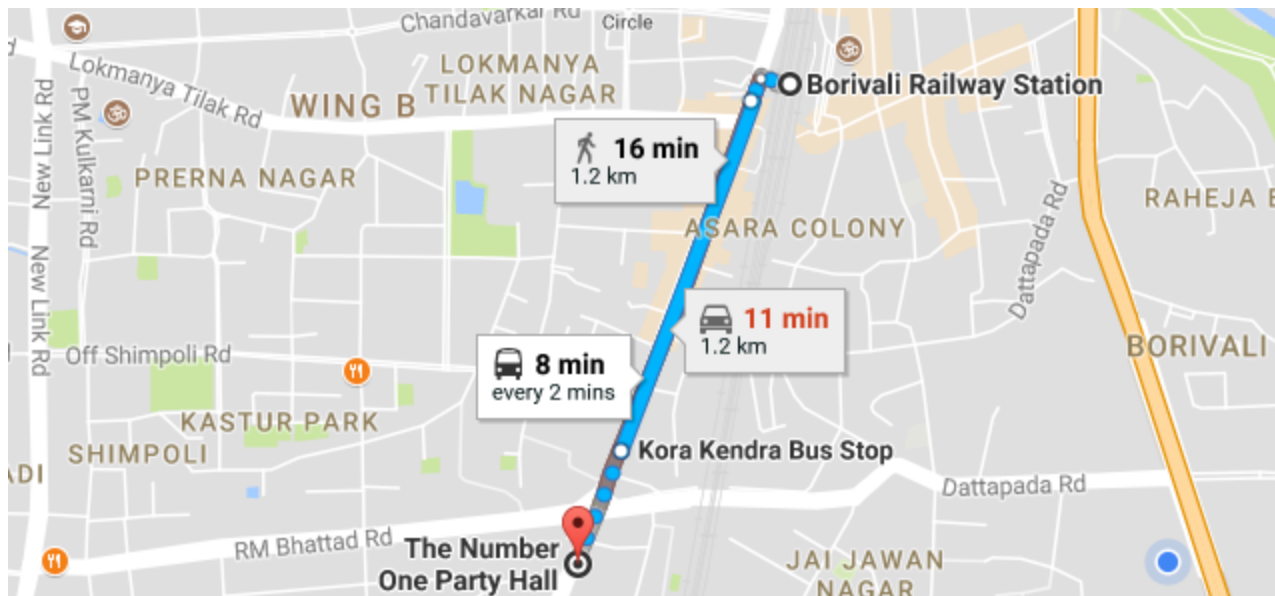 Chandavarkar Rd
Circle
Lokmanya Tilak Rd
LOKMANYA
TILAK NAGAR
WING B
Borivali Railway Station
16 min
1.2 km
New Link Rd
PM Kulkarni Rd
PRERNA NAGAR
RAHEJA
ASARA COLONY
Dattapada Rd
New Link Rd
11 min
1.2 km
Off Shimpoli Rd
8 min
every 2 mins
BORIVALI
KASTUR PARK
SHIMPOLI
Kora Kendra Bus Stop
ADI
Dattapada Rd
RM Bhattad Rd
The Number
One Party Hall
JAI JAWAN
NAGAR